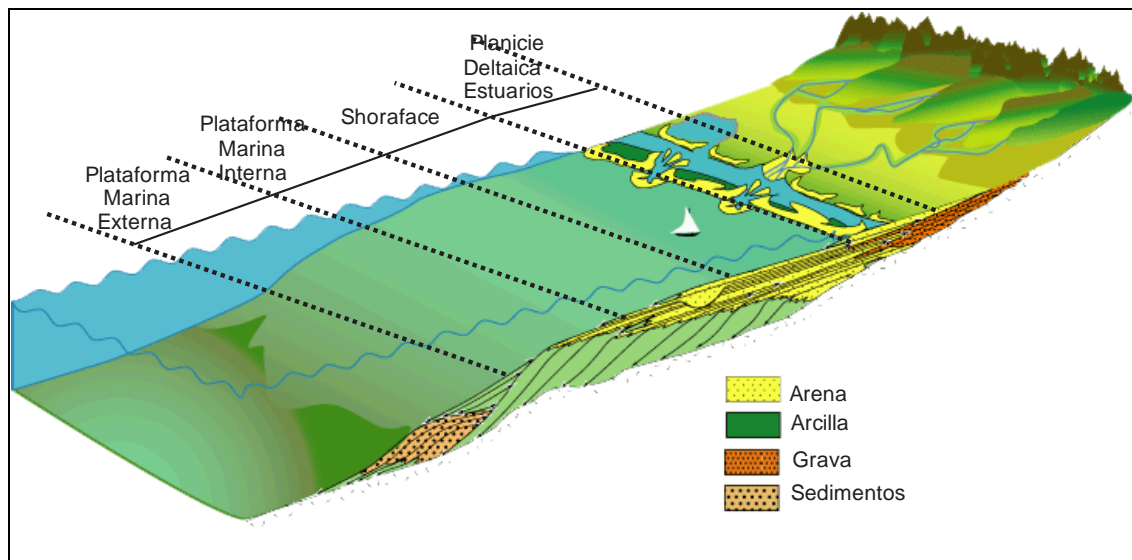 Planicie
Deltaica
Estuarios
Shoraface
Plataforma
Marina
Interna
Plataforma
Marina
Externa
Arena
Arcilla
Grava
Sedimentos